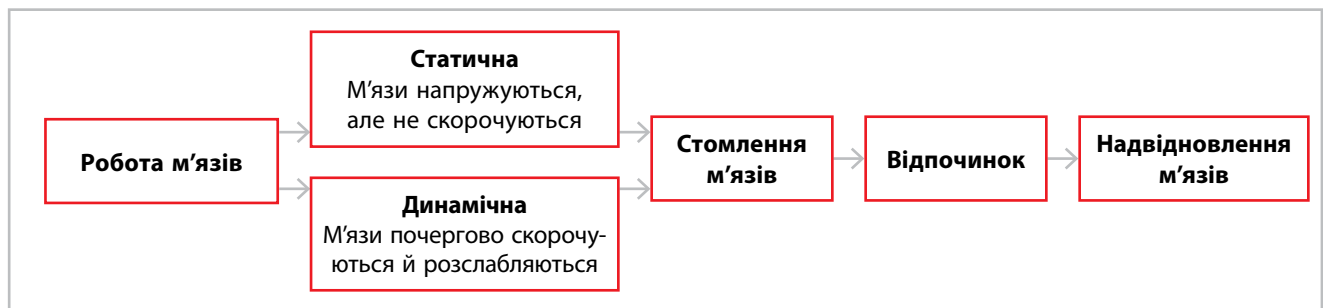 Робота м’язів
Статична
М’язи напружуються,
але не скорочуються
Динамічна
М’язи почергово скорочу-
ються й розслабляються
Стомлення
м’язів
Відпочинок
Надвідновлення
м’язів